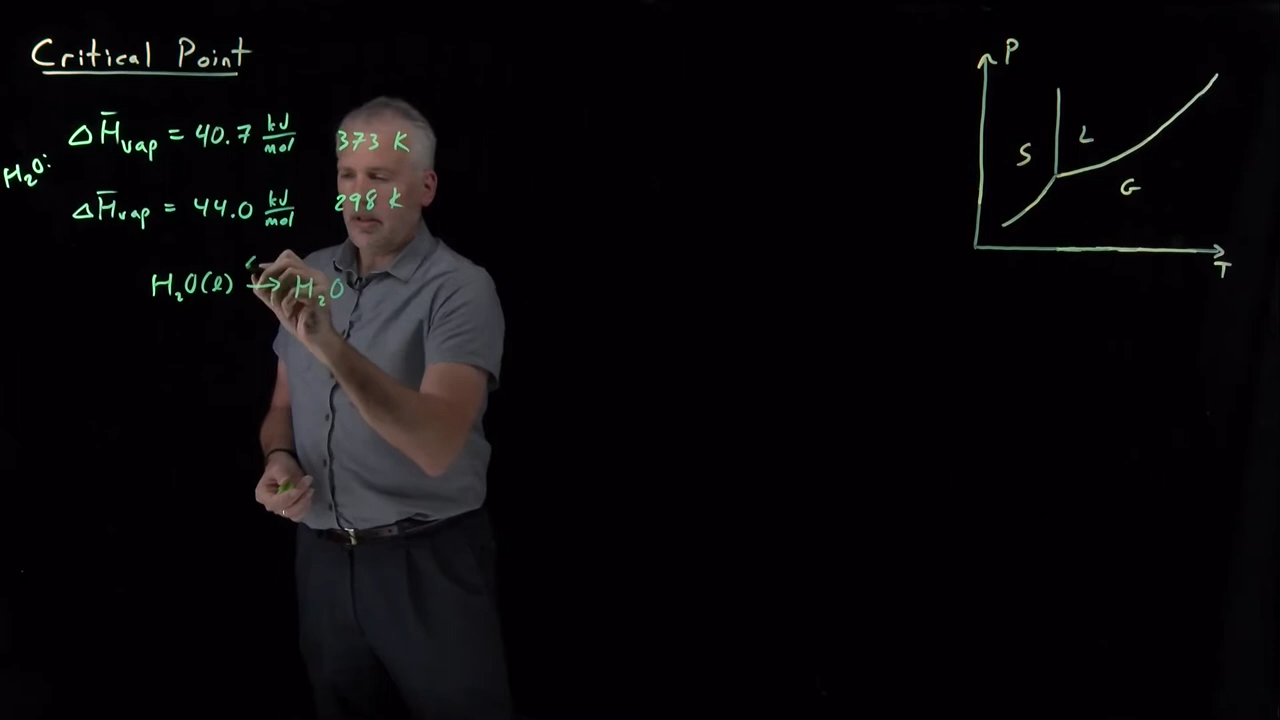 Critical Point
H₂O:
ΔH̄vap = 40.7 kJ/mol 373 K
ΔH̄vap = 44.0 kJ/mol 298 K
H₂O(l) → H₂O
P
S
L
G
T